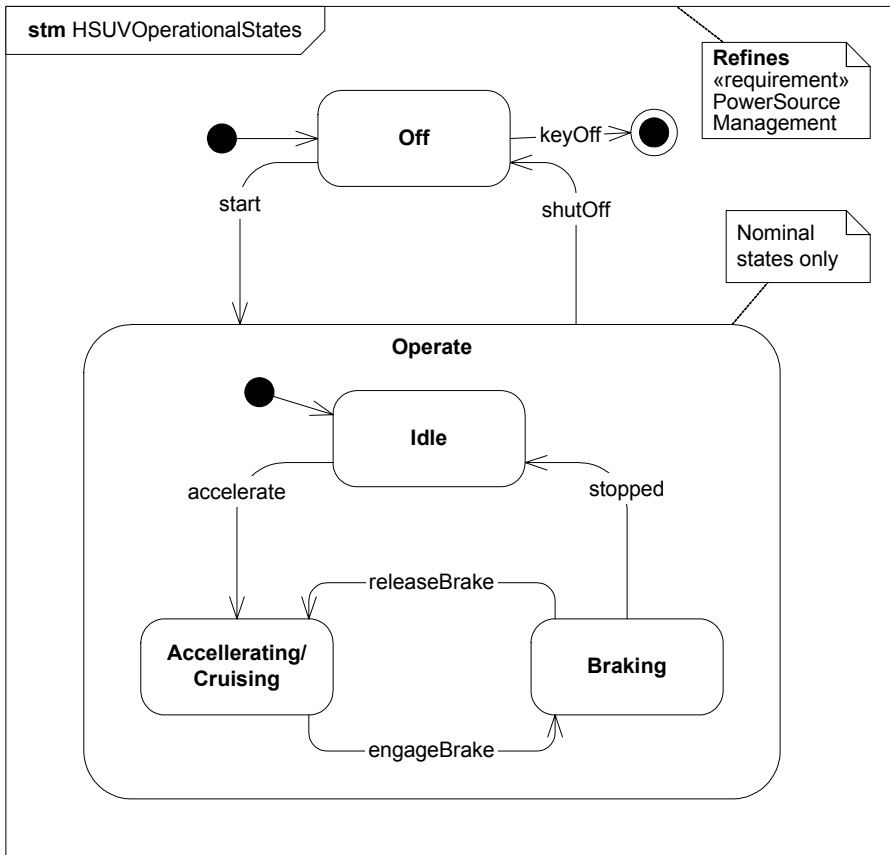 stm HSUVOperationalStates
Refines
«requirement»
PowerSource
Management
Off
keyOff
start
shutOff
Nominal
states only
Operate
Idle
accelerate
stopped
releaseBrake
Accellerating/
Cruising
Braking
engageBrake